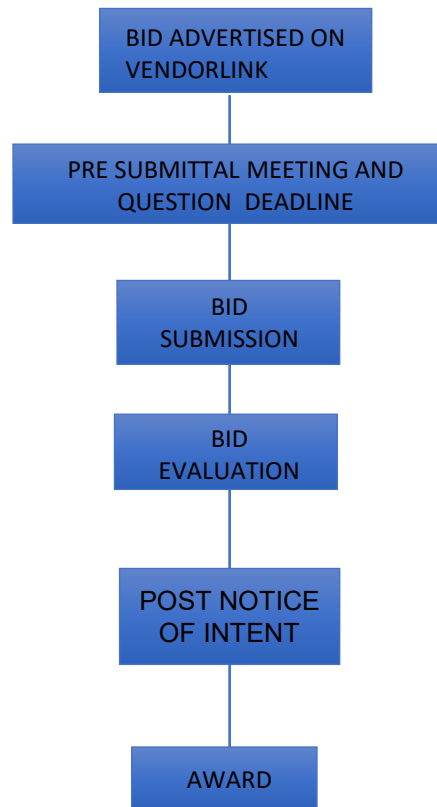 BID ADVERTISED ON
VENDORLINK
PRE SUBMITTAL MEETING AND
QUESTION DEADLINE
BID
SUBMISSION
BID
EVALUATION
POST NOTICE
OF INTENT
AWARD